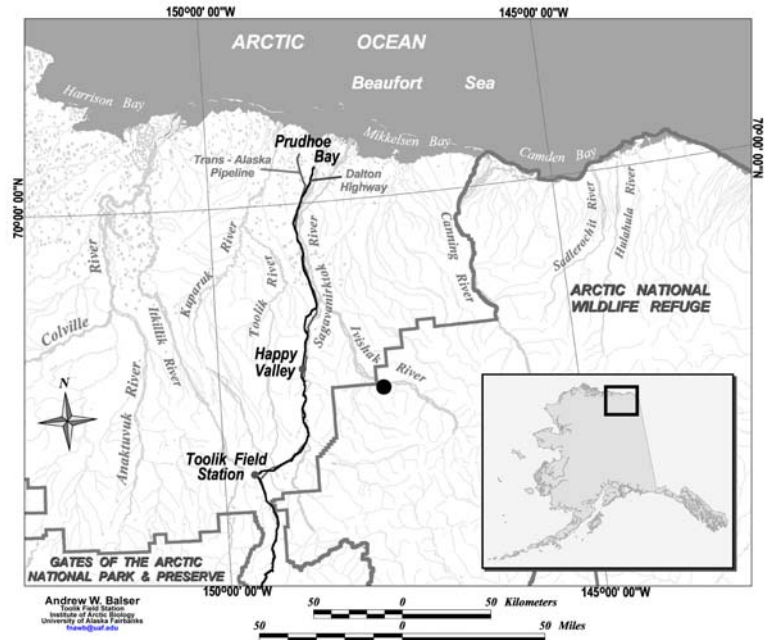 150°00' 00"W
145°00' 00"W
ARCTIC OCEAN
Beaufort Sea
Harrison Bay
Mikkelsen Bay
Camden Bay
70°00' 00"N
70°00' 00"N
Prudhoe
Bay
Trans - Alaska
Pipeline
Dalton
Highway
Colville River
Anaktuvuk River
Itkillik River
Kuparuk River
Toolik River
Sagavanirktok River
Ivishak River
Canning River
Sadlerochit River
Hulahula River
ARCTIC NATIONAL
WILDLIFE REFUGE
Happy
Valley
N
Toolik Field
Station
GATES OF THE ARCTIC
NATIONAL PARK & PRESERVE
150°00' 00"W
145°00' 00"W
Andrew W. Balser
Toolik Field Station
Institute of Arctic Biology
University of Alaska Fairbanks
fnawb@uaf.edu
50 0 50 Kilometers
50 0 50 Miles